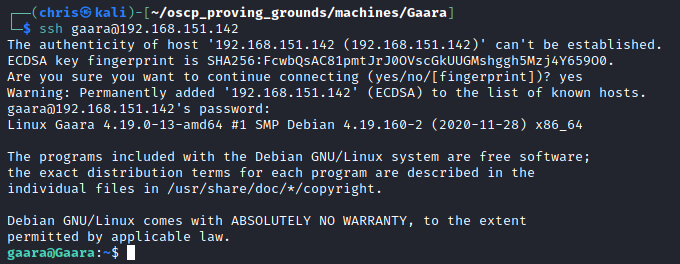 ┌──(chris㉿kali)-[~/oscp_proving_grounds/machines/Gaara]
└─$ ssh gaara@192.168.151.142
The authenticity of host '192.168.151.142 (192.168.151.142)' can't be established.
ECDSA key fingerprint is SHA256:FcwbQsAC81pmtJrJ0OVscGkUUGMshggh5Mzj4Y659O0.
Are you sure you want to continue connecting (yes/no/[fingerprint])? yes
Warning: Permanently added '192.168.151.142' (ECDSA) to the list of known hosts.
gaara@192.168.151.142's password:
Linux Gaara 4.19.0-13-amd64 #1 SMP Debian 4.19.160-2 (2020-11-28) x86_64

The programs included with the Debian GNU/Linux system are free software;
the exact distribution terms for each program are described in the
individual files in /usr/share/doc/*/copyright.

Debian GNU/Linux comes with ABSOLUTELY NO WARRANTY, to the extent
permitted by applicable law.
gaara@Gaara:~$